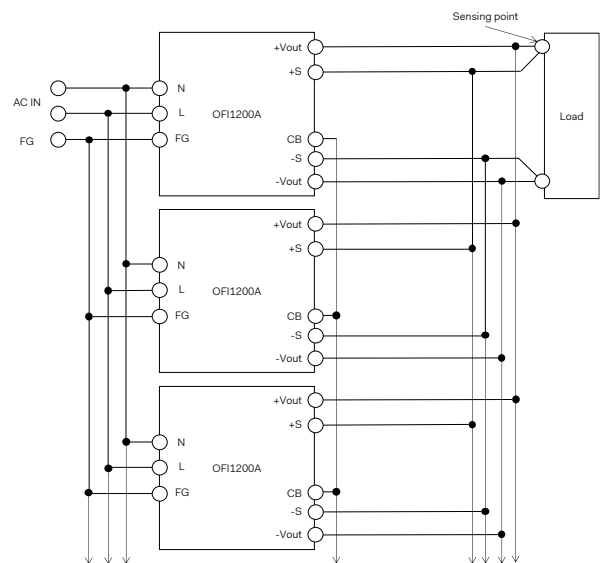 Sensing point
+Vout
+S
AC IN
N
L
OFI1200A
Load
FG
FG
CB
-S
-Vout
+Vout
+S
N
L
OFI1200A
FG
CB
-S
-Vout
+Vout
+S
N
L
OFI1200A
FG
CB
-S
-Vout